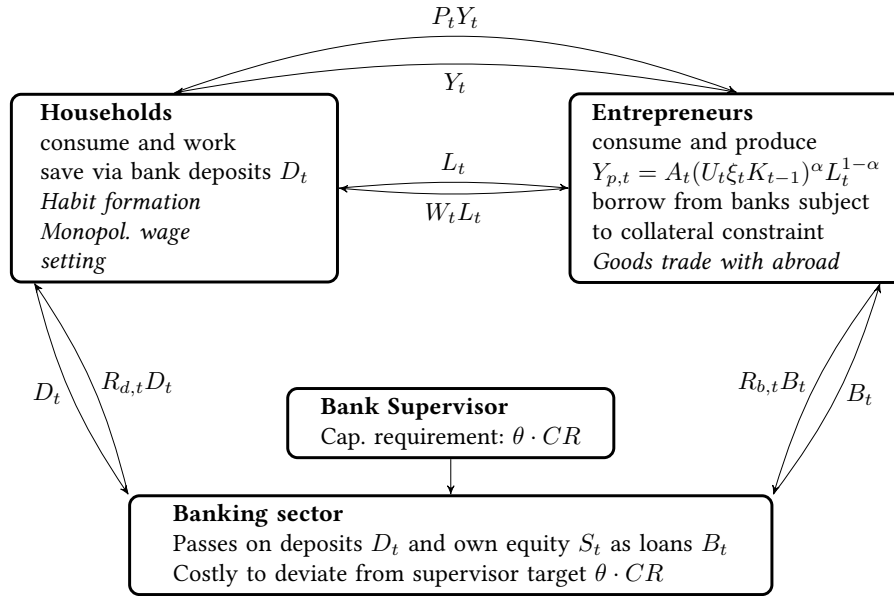 P_tY_t
Y_t
Households
consume and work
save via bank deposits D_t
Habit formation
Monopol. wage
setting
L_t
W_tL_t
Entrepreneurs
consume and produce
Y_{p,t} = A_t(U_tξ_tK_{t−1})^αL_t^{1−α}
borrow from banks subject
to collateral constraint
Goods trade with abroad
D_t
R_{d,t}D_t
R_{b,t}B_t
B_t
Bank Supervisor
Cap. requirement: θ · CR
Banking sector
Passes on deposits D_t and own equity S_t as loans B_t
Costly to deviate from supervisor target θ · CR